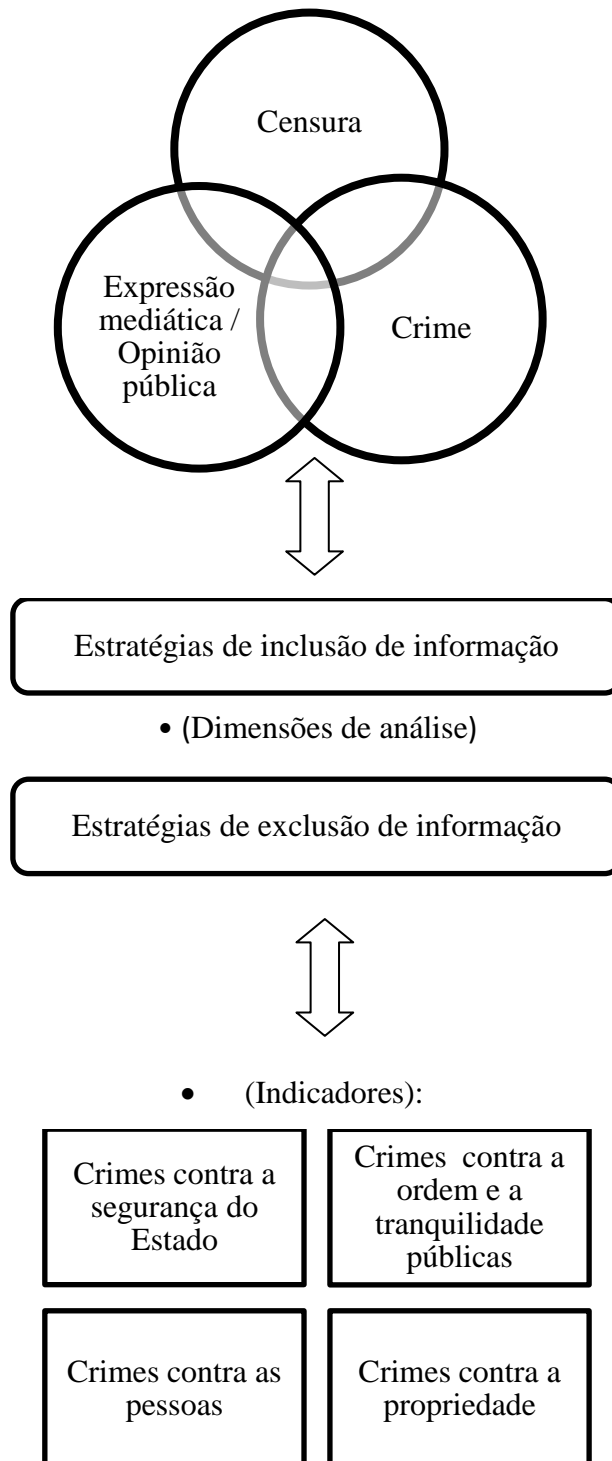 Censura
Expressão
mediática /
Opinião
pública
Crime
Estratégias de inclusão de informação
• (Dimensões de análise)
Estratégias de exclusão de informação
• (Indicadores):
Crimes contra a
segurança do
Estado
Crimes contra a
ordem e a
tranquilidade
públicas
Crimes contra as
pessoas
Crimes contra a
propriedade